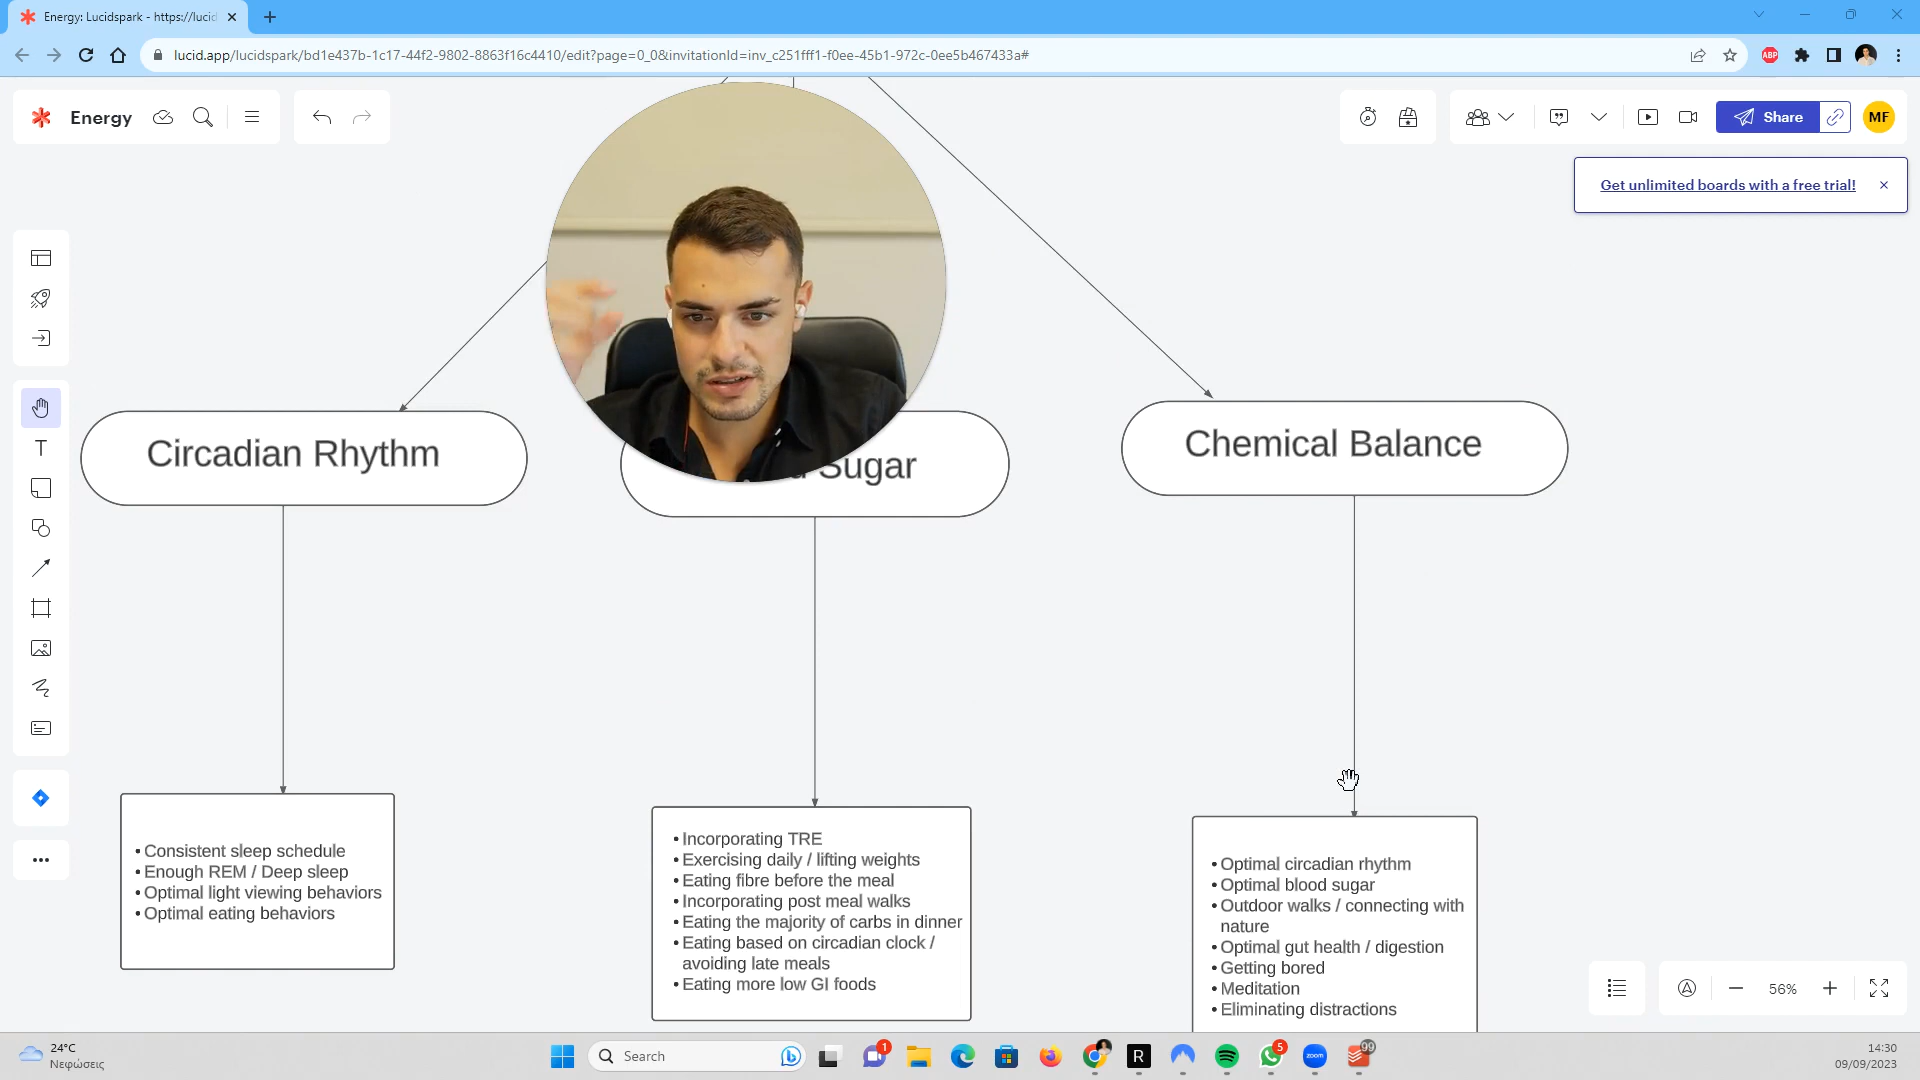 Energy: Lucidspark - https://lucid
lucid.app/lucidspark/bd1e437b-1c17-44f2-9802-8863f16c4410/edit?page=0_0&invitationId=inv_c251fff1-f0ee-45b1-972c-0ee5b467433a#
ABP
Energy
Share
MF
Get unlimited boards with a free trial!
Circadian Rhythm
Sugar
Chemical Balance
T
• Consistent sleep schedule
• Enough REM / Deep sleep
• Optimal light viewing behaviors
• Optimal eating behaviors
• Incorporating TRE
• Exercising daily / lifting weights
• Eating fibre before the meal
• Incorporating post meal walks
• Eating the majority of carbs in dinner
• Eating based on circadian clock /
avoiding late meals
• Eating more low GI foods
• Optimal circadian rhythm
• Optimal blood sugar
• Outdoor walks / connecting with
nature
• Optimal gut health / digestion
• Getting bored
• Meditation
• Eliminating distractions
56%
24°C
Νεφώσεις
Search
1
R
5
zoom
99
14:30
09/09/2023